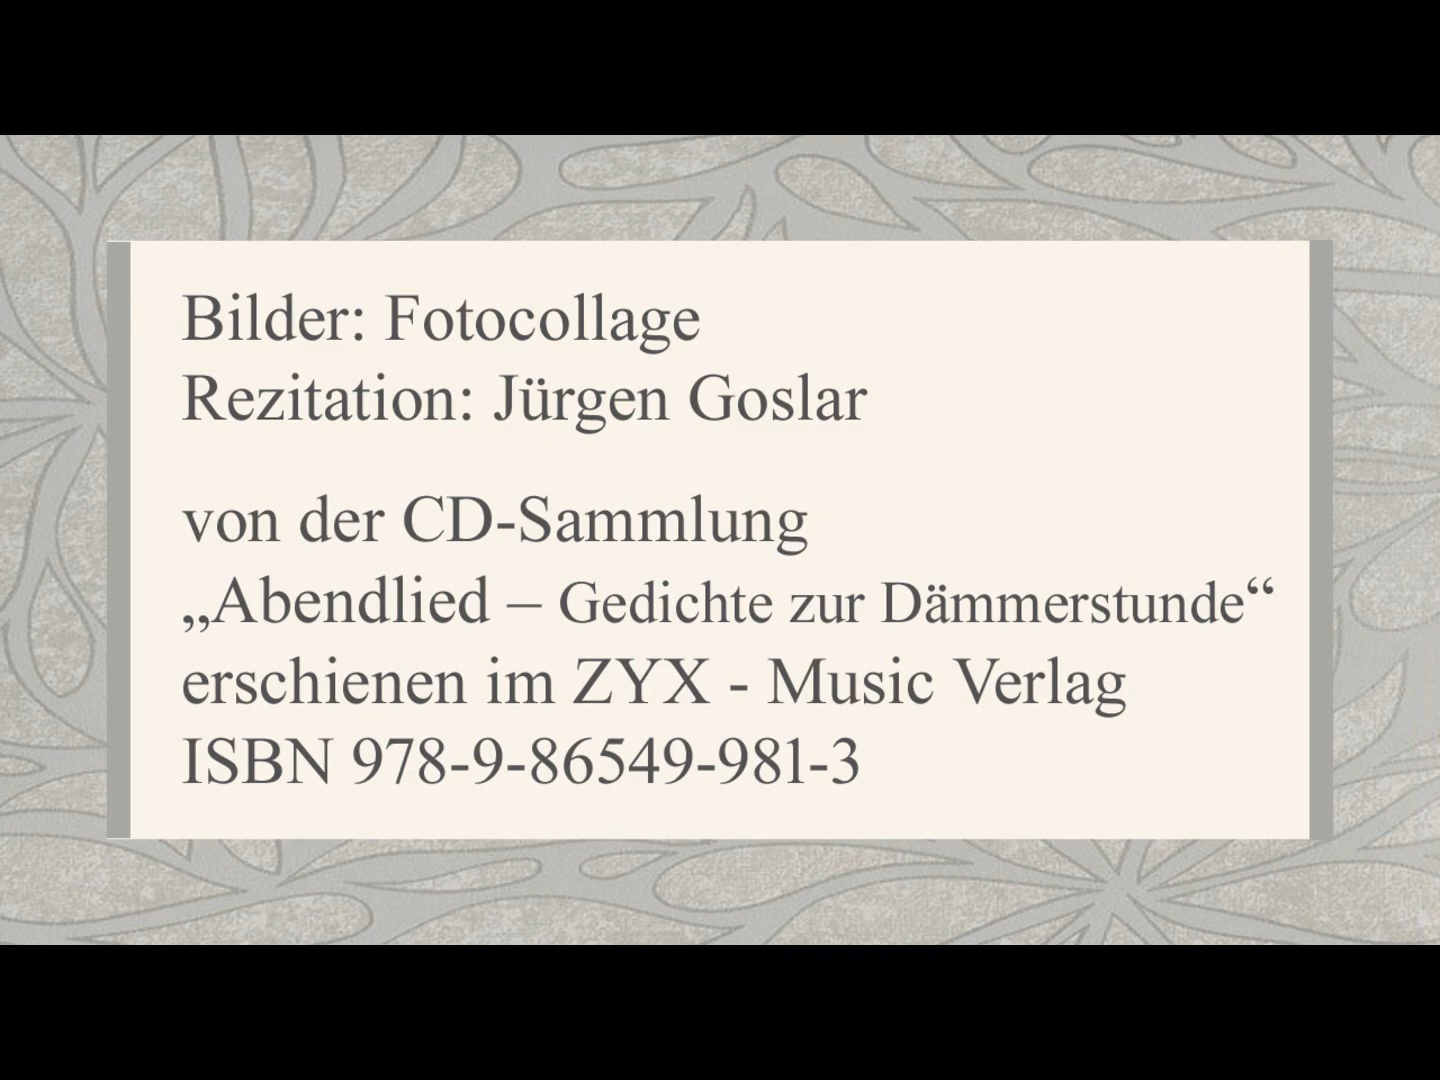 Bilder: Fotocollage
Rezitation: Jürgen Goslar
von der CD-Sammlung
„Abendlied – Gedichte zur Dämmerstunde“
erschienen im ZYX - Music Verlag
ISBN 978-9-86549-981-3